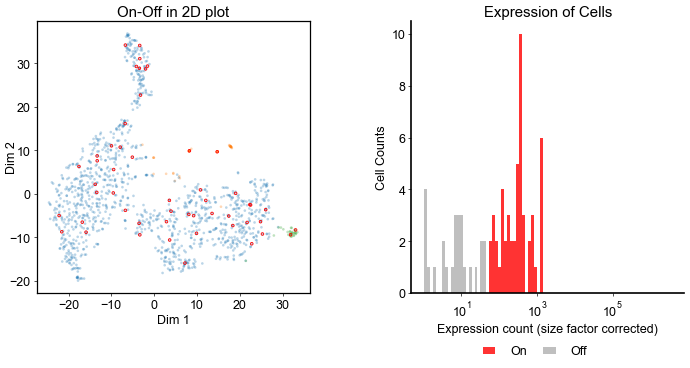 On-Off in 2D plot
Expression of Cells
Dim 2
30
20
10
0
−10
−20
−20 −10 0 10 20 30
Dim 1
Cell Counts
10
8
6
4
2
0
10^1 10^3 10^5
Expression count (size factor corrected)
On Off